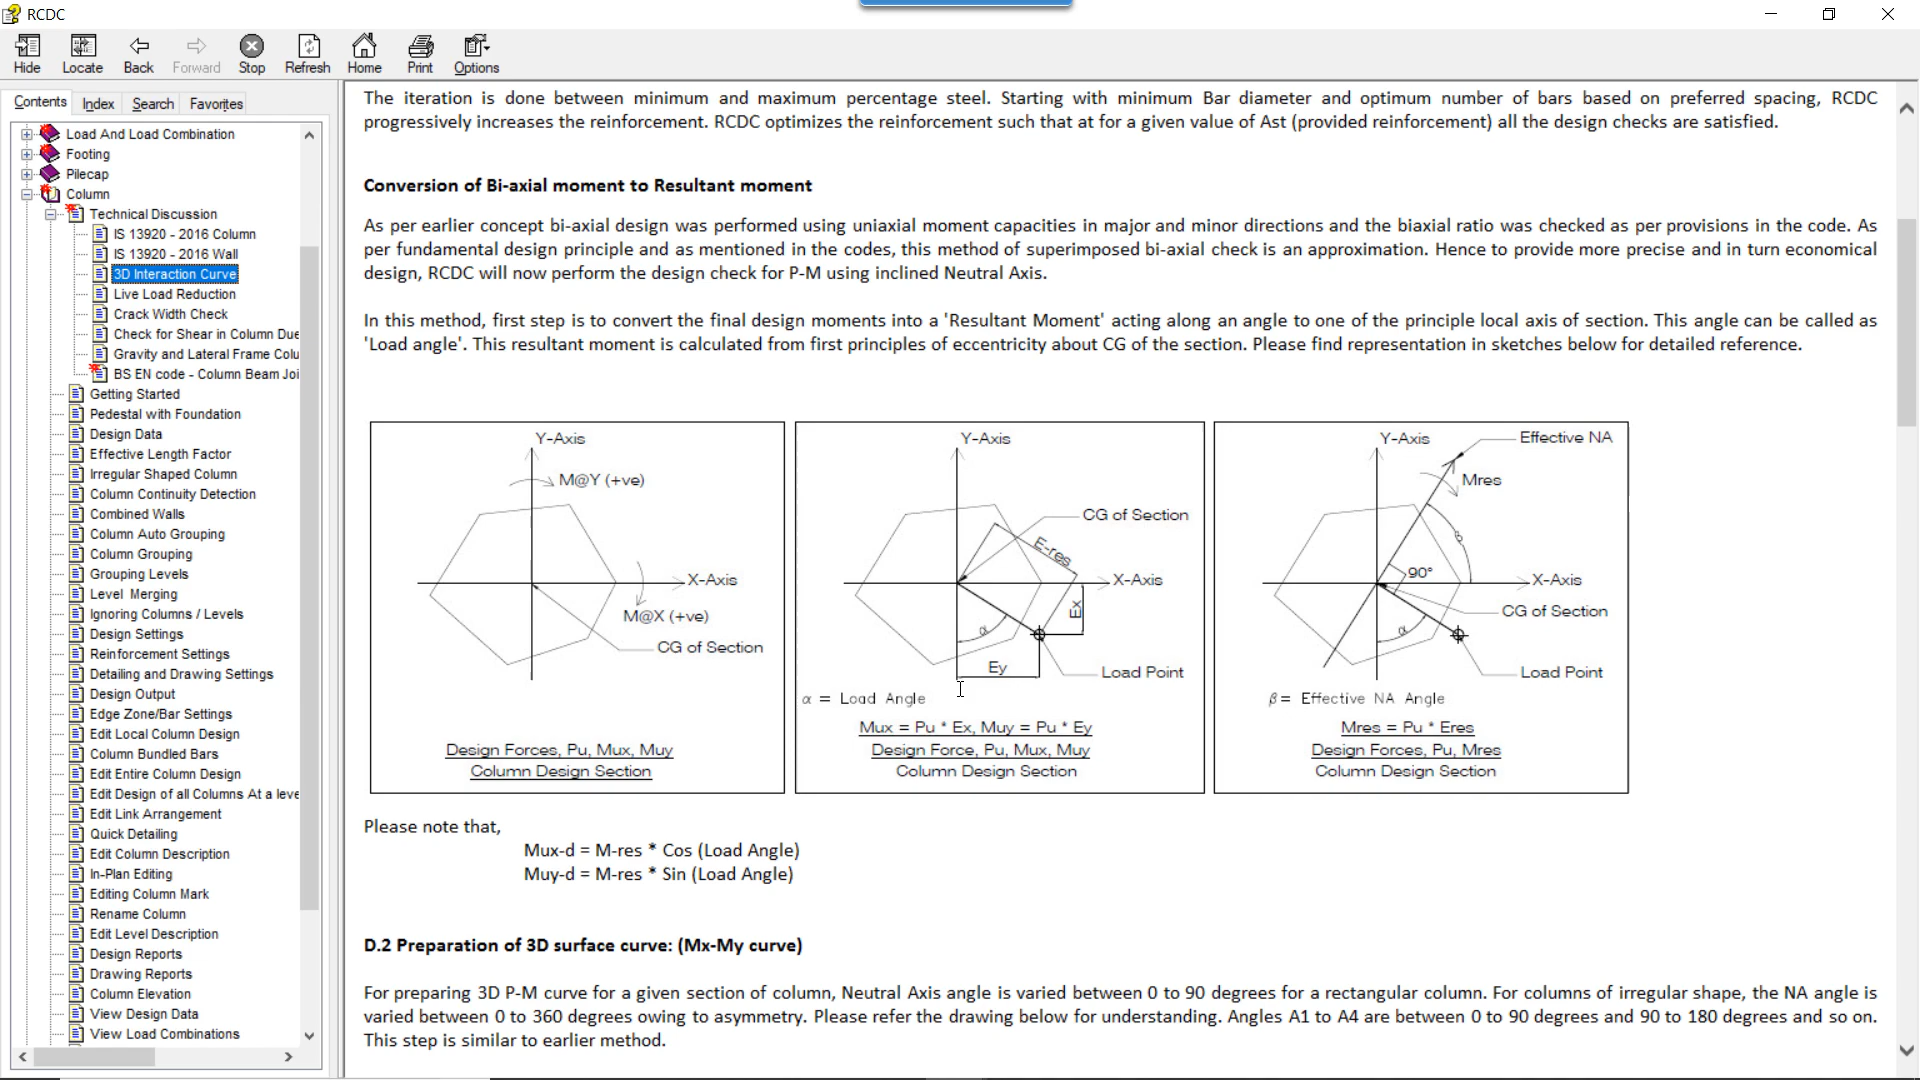 RCDC
Hide Locate Back Forward Stop Refresh Home Print Options
Contents Index Search Favorites
Load And Load Combination
Footing
Pilecap
Column
Technical Discussion
IS 13920 - 2016 Column
IS 13920 - 2016 Wall
3D Interaction Curve
Live Load Reduction
Crack Width Check
Check for Shear in Column Due
Gravity and Lateral Frame Colu
BS EN code - Column Beam Joi
Getting Started
Pedestal with Foundation
Design Data
Effective Length Factor
Irregular Shaped Column
Column Continuity Detection
Combined Walls
Column Auto Grouping
Column Grouping
Grouping Levels
Level Merging
Ignoring Columns / Levels
Design Settings
Reinforcement Settings
Detailing and Drawing Settings
Design Output
Edge Zone/Bar Settings
Edit Local Column Design
Column Bundled Bars
Edit Entire Column Design
Edit Design of all Columns At a leve
Edit Link Arrangement
Quick Detailing
Edit Column Description
In-Plan Editing
Editing Column Mark
Rename Column
Edit Level Description
Design Reports
Drawing Reports
Column Elevation
View Design Data
View Load Combinations
The iteration is done between minimum and maximum percentage steel. Starting with minimum Bar diameter and optimum number of bars based on preferred spacing, RCDC
progressively increases the reinforcement. RCDC optimizes the reinforcement such that at for a given value of Ast (provided reinforcement) all the design checks are satisfied.
Conversion of Bi-axial moment to Resultant moment
As per earlier concept bi-axial design was performed using uniaxial moment capacities in major and minor directions and the biaxial ratio was checked as per provisions in the code. As
per fundamental design principle and as mentioned in the codes, this method of superimposed bi-axial check is an approximation. Hence to provide more precise and in turn economical
design, RCDC will now perform the design check for P-M using inclined Neutral Axis.
In this method, first step is to convert the final design moments into a 'Resultant Moment' acting along an angle to one of the principle local axis of section. This angle can be called as
'Load angle'. This resultant moment is calculated from first principles of eccentricity about CG of the section. Please find representation in sketches below for detailed reference.
Y-Axis
M@Y (+ve)
X-Axis
M@X (+ve)
CG of Section
Design Forces, Pu, Mux, Muy
Column Design Section
Y-Axis
CG of Section
E-res
X-Axis
Ex
α
Ey
Load Point
α = Load Angle
Mux = Pu * Ex, Muy = Pu * Ey
Design Force, Pu, Mux, Muy
Column Design Section
Y-Axis
Effective NA
Mres
β
90°
X-Axis
CG of Section
α
Load Point
β = Effective NA Angle
Mres = Pu * Eres
Design Forces, Pu, Mres
Column Design Section
Please note that,
Mux-d = M-res * Cos (Load Angle)
Muy-d = M-res * Sin (Load Angle)
D.2 Preparation of 3D surface curve: (Mx-My curve)
For preparing 3D P-M curve for a given section of column, Neutral Axis angle is varied between 0 to 90 degrees for a rectangular column. For columns of irregular shape, the NA angle is
varied between 0 to 360 degrees owing to asymmetry. Please refer the drawing below for understanding. Angles A1 to A4 are between 0 to 90 degrees and 90 to 180 degrees and so on.
This step is similar to earlier method.